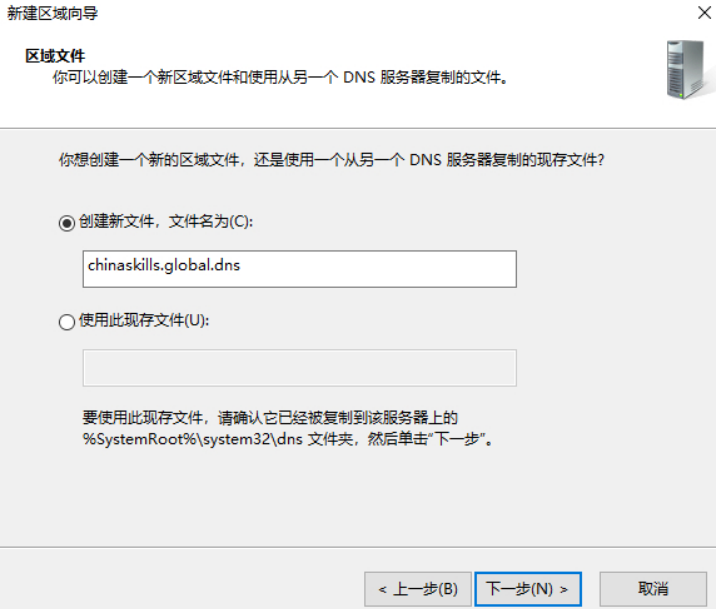 新建区域向导
区域文件
你可以创建一个新区域文件和使用从另一个 DNS 服务器复制的文件。
你想创建一个新的区域文件，还是使用一个从另一个 DNS 服务器复制的现存文件?
创建新文件，文件名为(C):
chinaskills.global.dns
使用此现存文件(U):
要使用此现存文件，请确认它已经被复制到该服务器上的
%SystemRoot%\system32\dns 文件夹，然后单击“下一步”。
< 上一步(B) 下一步(N) > 取消